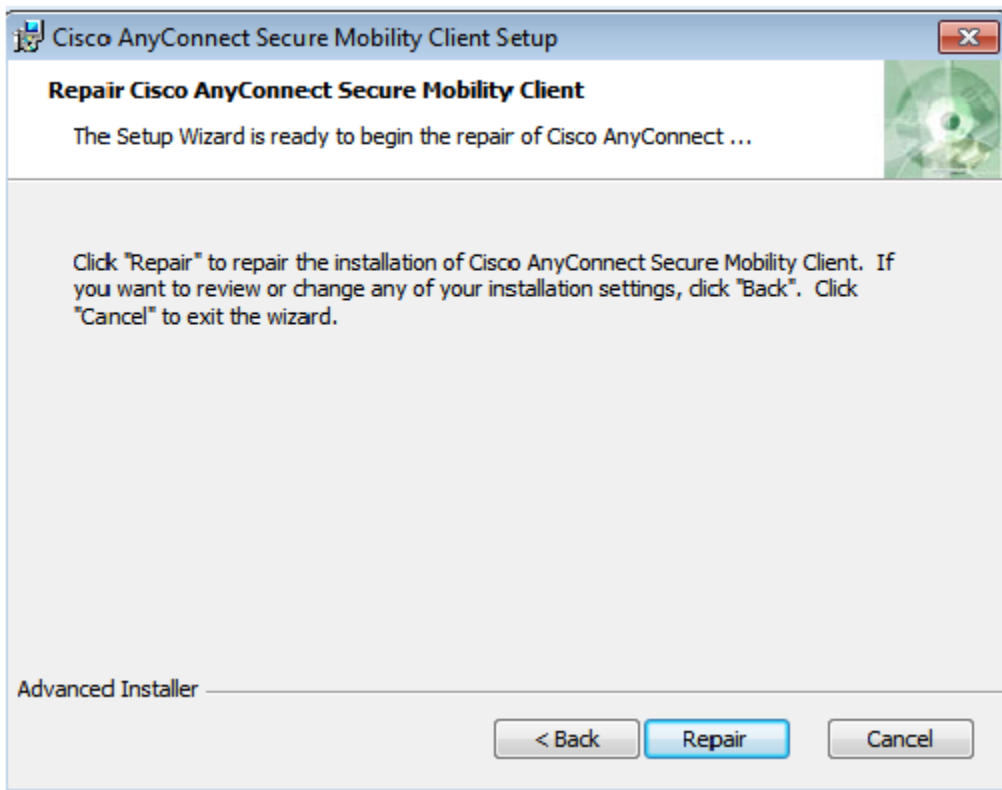 Cisco AnyConnect Secure Mobility Client Setup
Repair Cisco AnyConnect Secure Mobility Client
The Setup Wizard is ready to begin the repair of Cisco AnyConnect ...
Click "Repair" to repair the installation of Cisco AnyConnect Secure Mobility Client. If
you want to review or change any of your installation settings, click "Back". Click
"Cancel" to exit the wizard.
Advanced Installer
< Back Repair Cancel